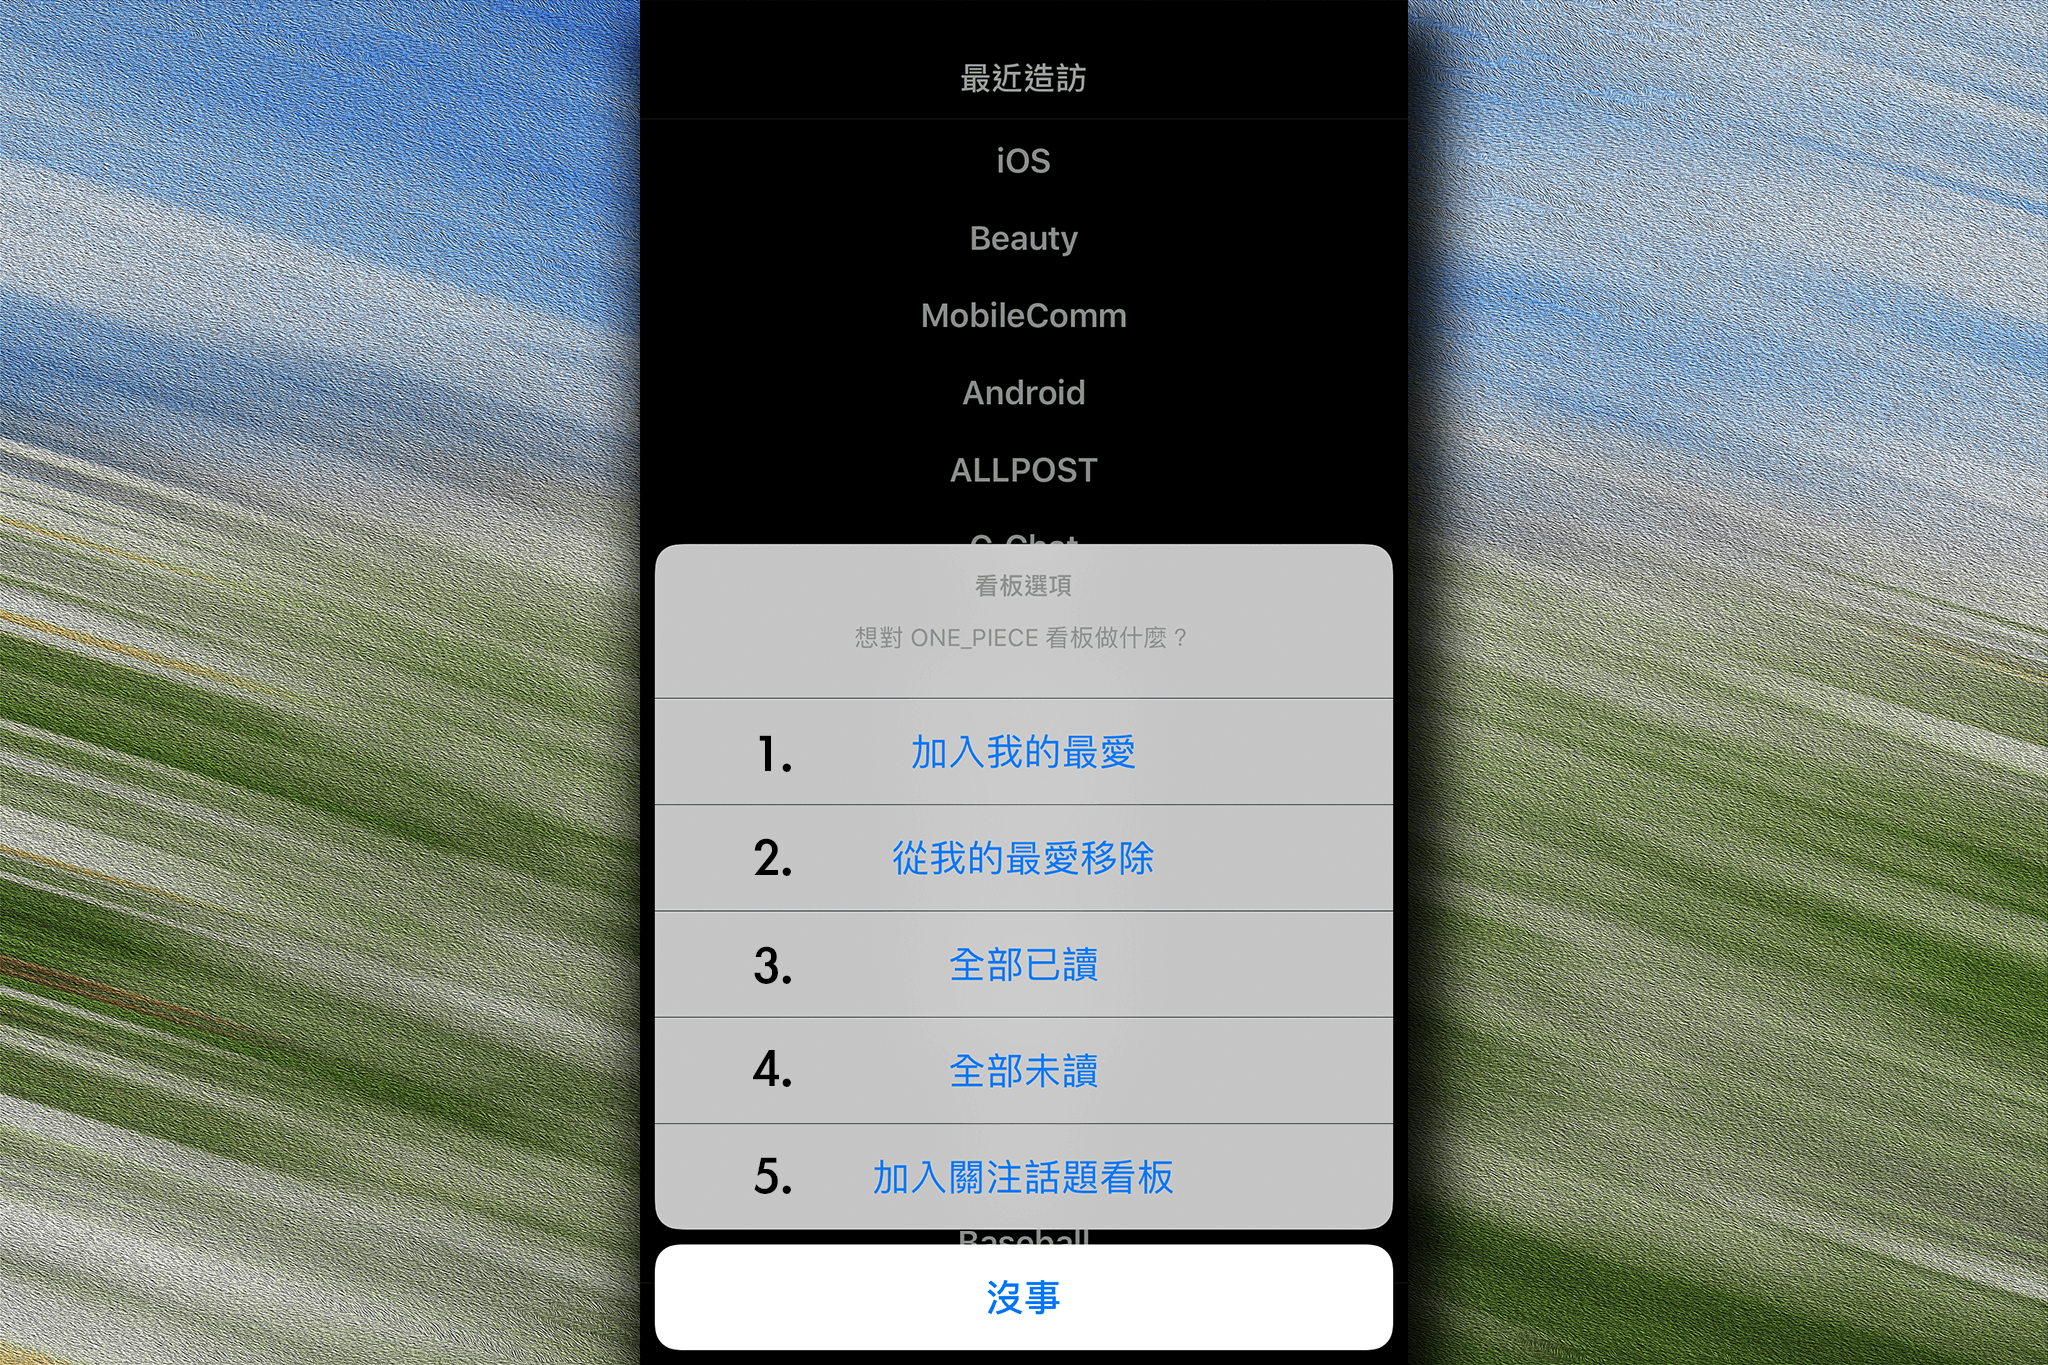 最近造訪
iOS
Beauty
MobileComm
Android
ALLPOST
C_Chat
看板選項
想對 ONE_PIECE 看板做什麼？
1. 加入我的最愛
2. 從我的最愛移除
3. 全部已讀
4. 全部未讀
5. 加入關注話題看板
Baseball
沒事